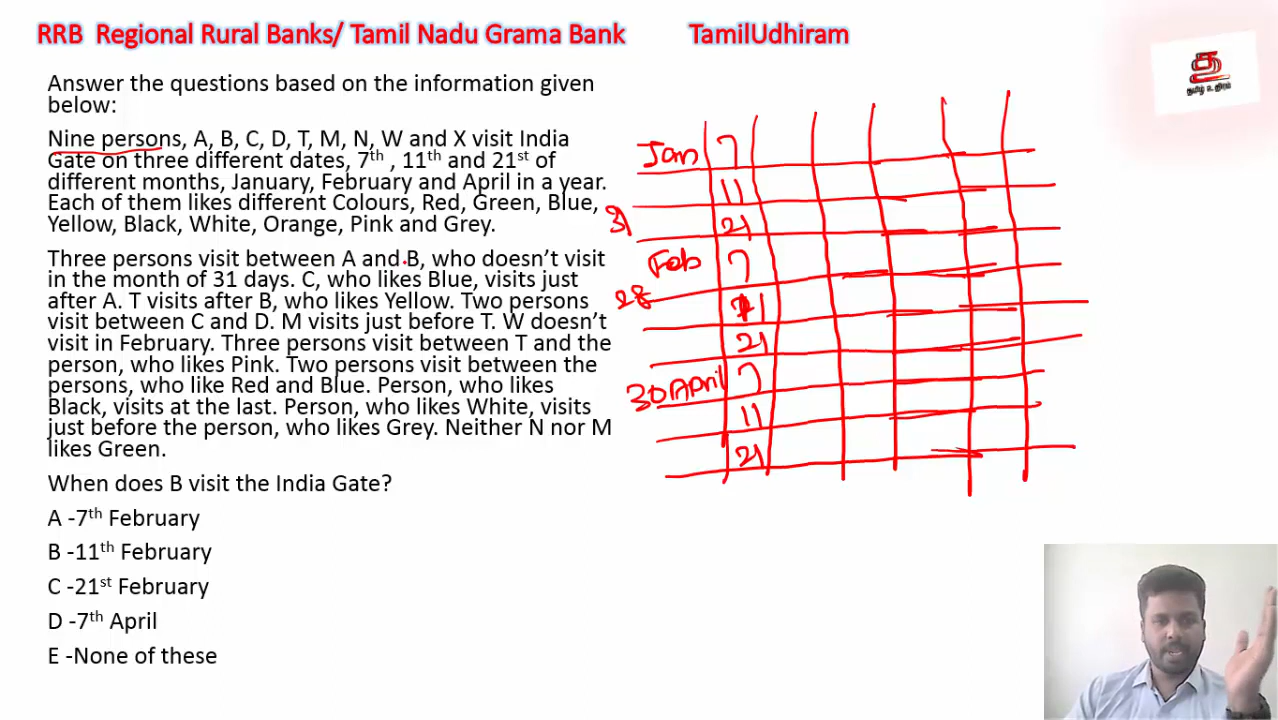 RRB Regional Rural Banks/ Tamil Nadu Grama Bank TamilUdhiram
த
தமிழ் உதிரம்
Answer the questions based on the information given
below:
Nine persons, A, B, C, D, T, M, N, W and X visit India
Gate on three different dates, 7th , 11th and 21st of
different months, January, February and April in a year.
Each of them likes different Colours, Red, Green, Blue,
Yellow, Black, White, Orange, Pink and Grey.
Three persons visit between A and B, who doesn’t visit
in the month of 31 days. C, who likes Blue, visits just
after A. T visits after B, who likes Yellow. Two persons
visit between C and D. M visits just before T. W doesn’t
visit in February. Three persons visit between T and the
person, who likes Pink. Two persons visit between the
persons, who like Red and Blue. Person, who likes
Black, visits at the last. Person, who likes White, visits
just before the person, who likes Grey. Neither N nor M
likes Green.
When does B visit the India Gate?
A -7th February
B -11th February
C -21st February
D -7th April
E -None of these
Jan 7
11
31 21
Feb 7
28 11
21
30 April 7
11
21